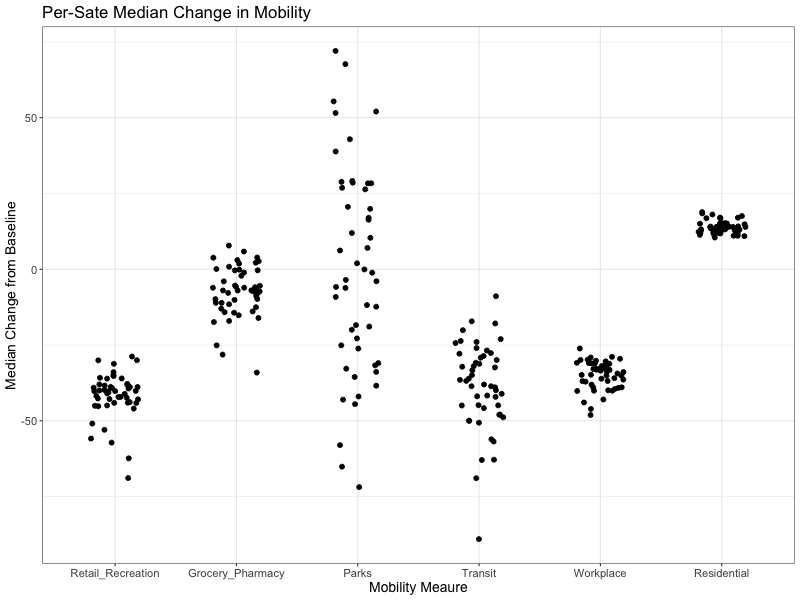 Per-Sate Median Change in Mobility
Median Change from Baseline
50
0
-50
Retail_Recreation
Grocery_Pharmacy
Parks
Transit
Workplace
Residential
Mobility Meaure